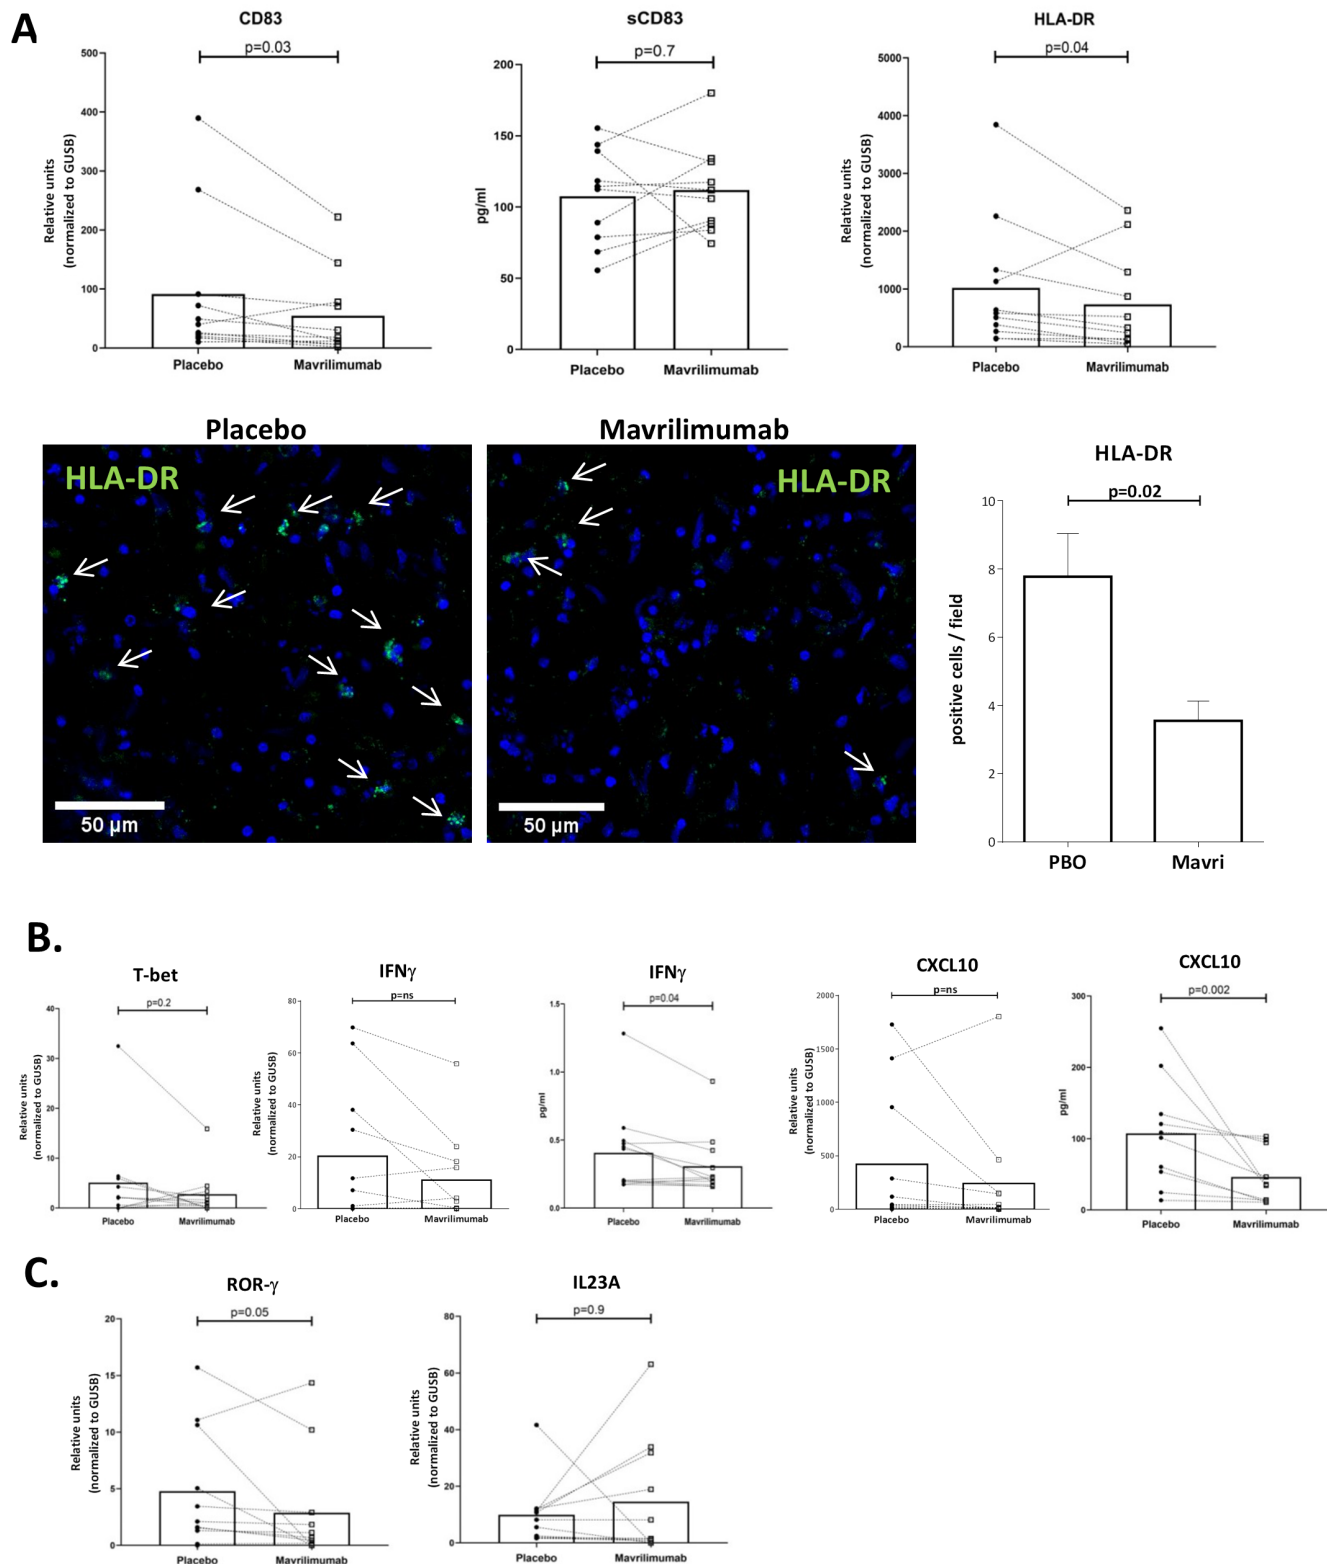 A
CD83
p=0.03
Relative units
(normalized to GUSB)
500
400
300
200
100
0
Placebo
Mavrilimumab
sCD83
p=0.7
pg/ml
200
150
100
50
0
Placebo
Mavrilimumab
HLA-DR
p=0.04
Relative units
(normalized to GUSB)
5000
4000
3000
2000
1000
0
Placebo
Mavrilimumab
Placebo
HLA-DR
50 µm
Mavrilimumab
HLA-DR
50 µm
HLA-DR
p=0.02
positive cells / field
10
8
6
4
2
0
PBO
Mavri
B.
T-bet
p=0.2
Relative units
(normalized to GUSB)
40
30
20
10
0
Placebo
Mavrilimumab
IFNγ
p=ns
Relative units
(normalized to GUSB)
80
60
40
20
0
Placebo
Mavrilimumab
IFNγ
p=0.04
pg/ml
1.5
1.0
0.5
0.0
Placebo
Mavrilimumab
CXCL10
p=ns
Relative units
(normalized to GUSB)
2000
1500
1000
500
0
Placebo
Mavrilimumab
CXCL10
p=0.002
pg/ml
300
200
100
0
Placebo
Mavrilimumab
C.
ROR-γ
p=0.05
Relative units
(normalized to GUSB)
20
15
10
5
0
Placebo
Mavrilimumab
IL23A
p=0.9
Relative units
(normalized to GUSB)
80
60
40
20
0
Placebo
Mavrilimumab